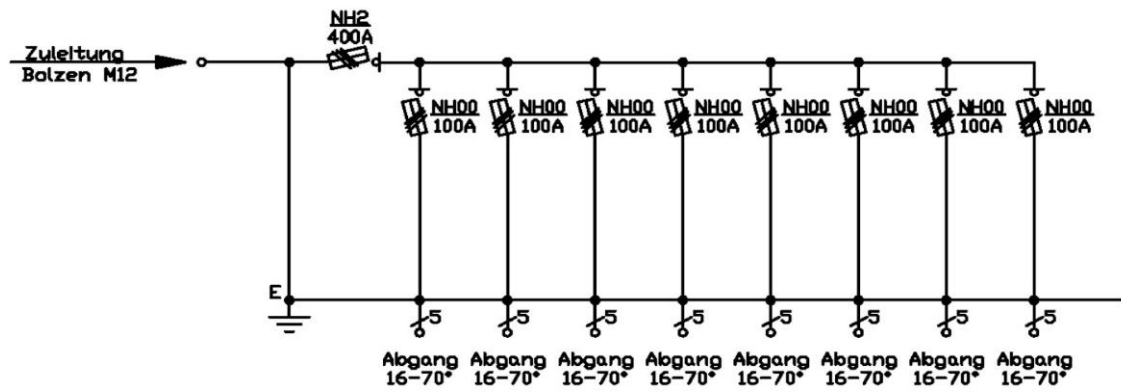 NH2
400A
Zuleitung
Bolzen M12
NH00 NH00 NH00 NH00 NH00 NH00 NH00 NH00
100A 100A 100A 100A 100A 100A 100A 100A
E
5 5 5 5 5 5 5 5
Abgang Abgang Abgang Abgang Abgang Abgang Abgang Abgang
16-70° 16-70° 16-70° 16-70° 16-70° 16-70° 16-70° 16-70°